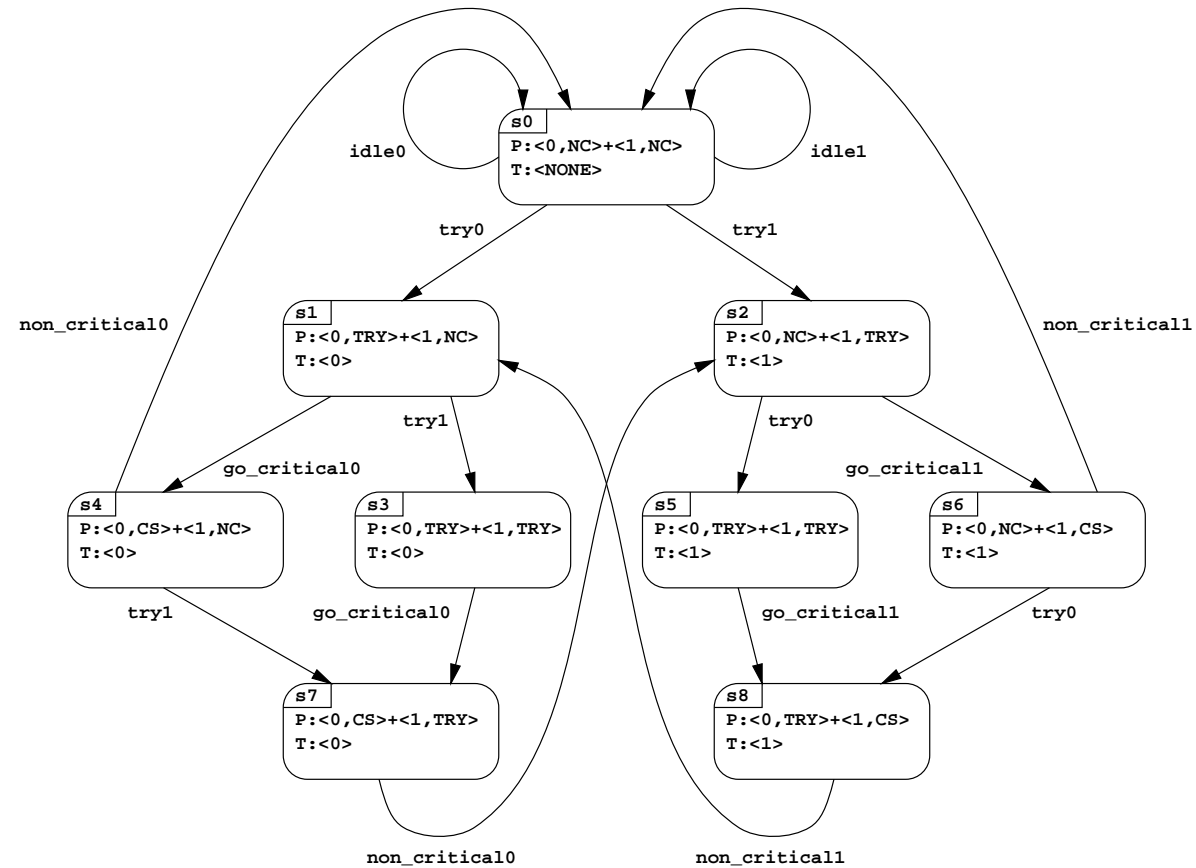 s0
P:<0,NC>+<1,NC>
T:<NONE>
idle0
idle1
try0
try1
s1
P:<0,TRY>+<1,NC>
T:<0>
s2
P:<0,NC>+<1,TRY>
T:<1>
non_critical0
non_critical1
try1
try0
go_critical0
go_critical1
s4
P:<0,CS>+<1,NC>
T:<0>
s3
P:<0,TRY>+<1,TRY>
T:<0>
s5
P:<0,TRY>+<1,TRY>
T:<1>
s6
P:<0,NC>+<1,CS>
T:<1>
try1
go_critical0
go_critical1
try0
s7
P:<0,CS>+<1,TRY>
T:<0>
s8
P:<0,TRY>+<1,CS>
T:<1>
non_critical0
non_critical1